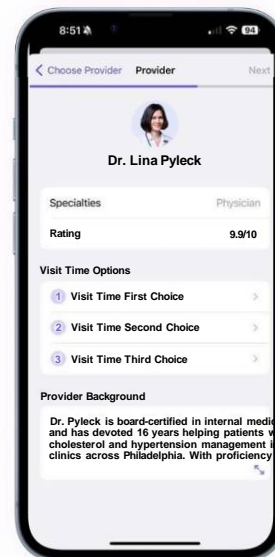 8:51 94
Choose Provider Provider Next
Dr. Lina Pyleck
Specialties Physician
Rating 9.9/10
Visit Time Options
1 Visit Time First Choice
2 Visit Time Second Choice
3 Visit Time Third Choice
Provider Background
Dr. Pyleck is board-certified in internal medic
and has devoted 16 years helping patients w
cholesterol and hypertension management i
clinics across Philadelphia. With proficiency